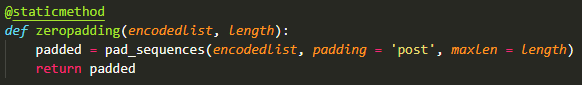 @staticmethod
def zeropadding(encodedlist, length):
    padded = pad_sequences(encodedlist, padding = 'post', maxlen = length)
    return padded